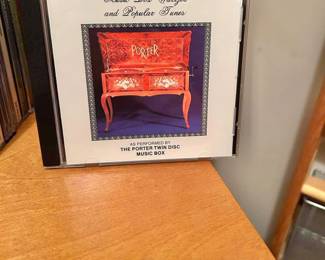 and Popular Tunes
PORTER
AS PERFORMED BY
THE PORTER TWIN DISC
MUSIC BOX